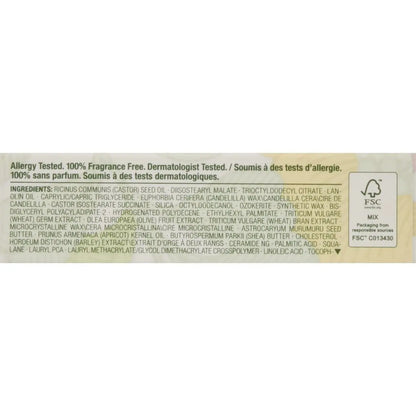 Allergy Tested. 100% Fragrance Free. Dermatologist Tested. / Soumis à des tests d'allergie.
100% sans parfum. Soumis à des tests dermatologiques.
INGREDIENTS: RICINUS COMMUNIS (CASTOR) SEED OIL · DIISOSTEARYL MALATE · TRIOCTYLDODECYL CITRATE · LAN-
OLIN OIL · CAPRYLIC/CAPRIC TRIGLYCERIDE · EUPHORBIA CERIFERA (CANDELILLA) WAX\CANDELILLA CERA\CIRE DE
CANDELILLA · CASTOR ISOSTEARATE SUCCINATE · SILICA · OCTYLDODECANOL · OZOKERITE · SYNTHETIC WAX · BIS-
DIGLYCERYL POLYACYLADIPATE-2 · HYDROGENATED POLYDECENE · ETHYLHEXYL PALMITATE · TRITICUM VULGARE
(WHEAT) GERM EXTRACT · OLEA EUROPAEA (OLIVE) FRUIT EXTRACT · TRITICUM VULGARE (WHEAT) BRAN EXTRACT ·
MICROCRYSTALLINE WAX\CERA MICROCRISTALLINA\CIRE MICROCRISTALLINE · ASTROCARYUM MURUMURU SEED
BUTTER · PRUNUS ARMENIACA (APRICOT) KERNEL OIL · BUTYROSPERMUM PARKII (SHEA) BUTTER · CHOLESTEROL ·
HORDEUM DISTICHON (BARLEY) EXTRACT\EXTRAIT D'ORGE À DEUX RANGS · CERAMIDE NG · PALMITIC ACID · SQUA-
LANE · LAURYL PCA · LAURYL METHACRYLATE/GLYCOL DIMETHACRYLATE CROSSPOLYMER · LINOLEIC ACID · TOCOPH-
FSC
MIX
Packaging from
responsible sources
FSC™ C013430